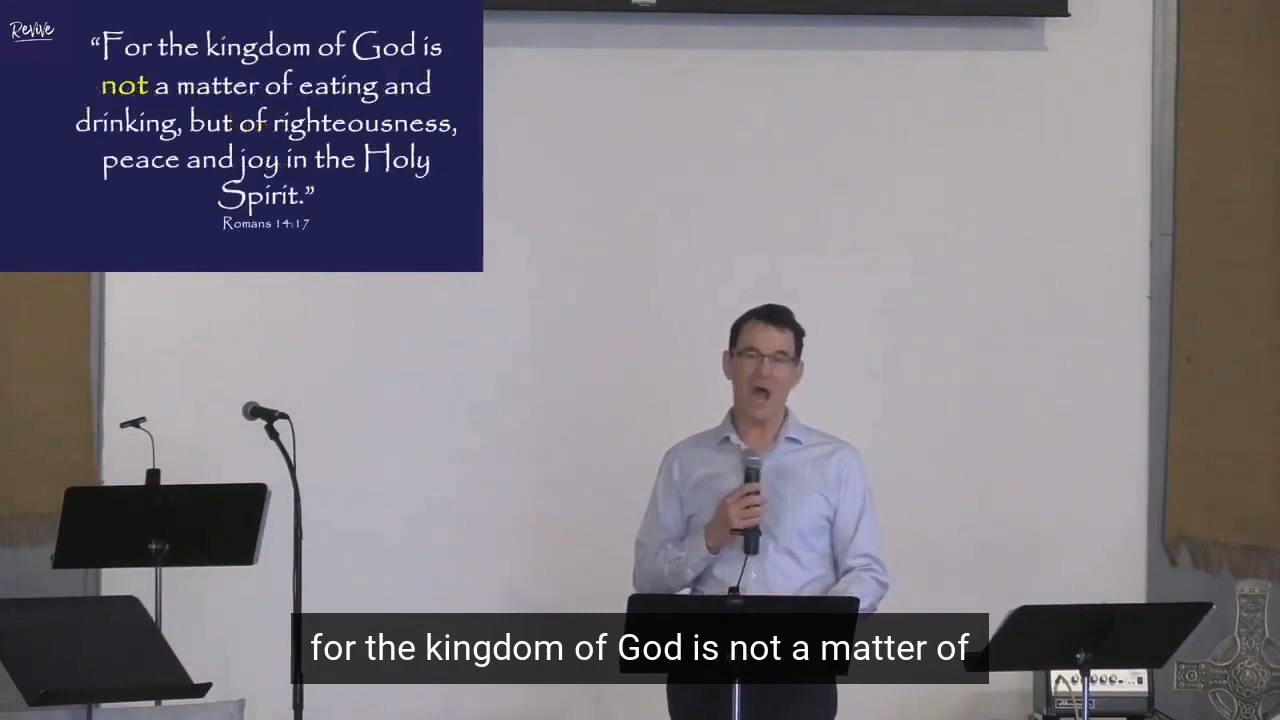 Revive
“For the kingdom of God is
not a matter of eating and
drinking, but of righteousness,
peace and joy in the Holy
Spirit.”
Romans 14:17
for the kingdom of God is not a matter of